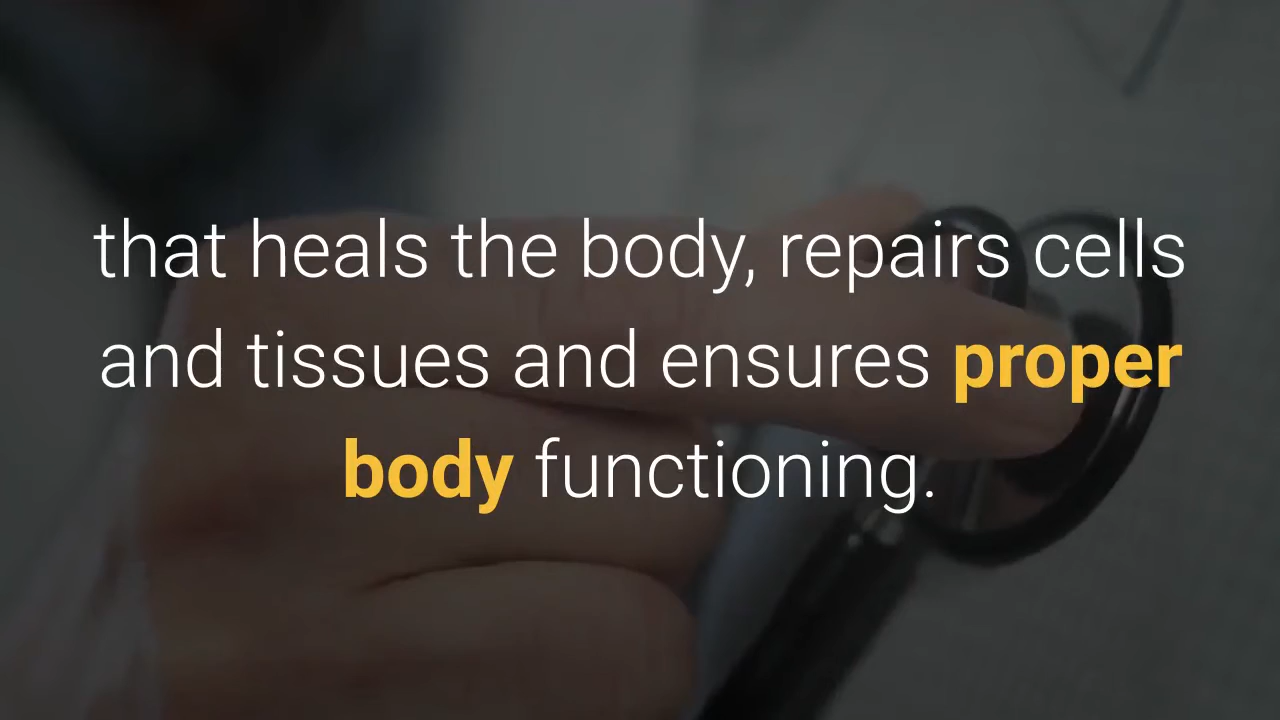 that heals the body, repairs cells
and tissues and ensures proper
body functioning.